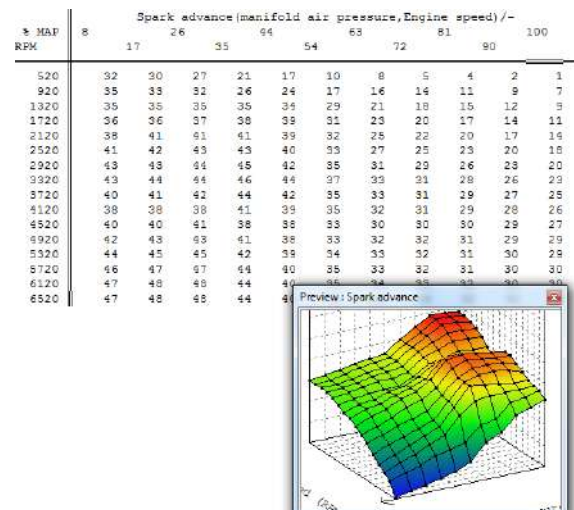 Spark advance(manifold air pressure,Engine speed)/-
% MAP 8 26 44 63 81 100
RPM 17 35 54 72 90
520 32 30 27 21 17 10 8 5 4 2 1
920 35 33 32 26 24 17 16 14 11 9 7
1320 35 35 35 35 34 29 21 18 15 12 9
1720 36 36 37 38 39 31 23 20 17 14 11
2120 38 41 41 41 39 32 25 22 20 17 14
2520 41 42 43 43 40 33 27 25 23 20 18
2920 43 43 44 45 42 35 31 29 26 23 20
3320 43 44 44 46 44 37 33 31 28 26 23
3720 40 41 42 44 42 35 33 31 29 27 25
4120 38 38 38 41 39 35 32 31 29 28 26
4520 40 40 41 38 38 33 30 30 30 29 27
4920 42 43 43 41 38 33 32 32 31 29 29
5320 44 45 45 42 39 34 33 32 31 30 29
5720 46 47 47 44 40 35 33 32 31 30 30
6120 47 48 48 44 40
6520 47 48 48 44
Preview : Spark advance